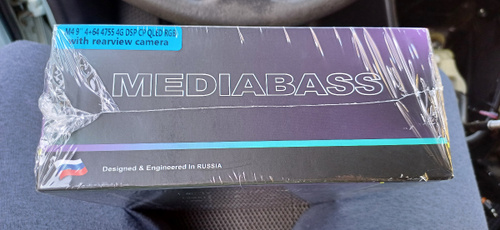 M4 9" 4+64 4755 4G DSP CP QLED RGB
with rearview camera
MEDIABASS
Designed & Engineered In RUSSIA